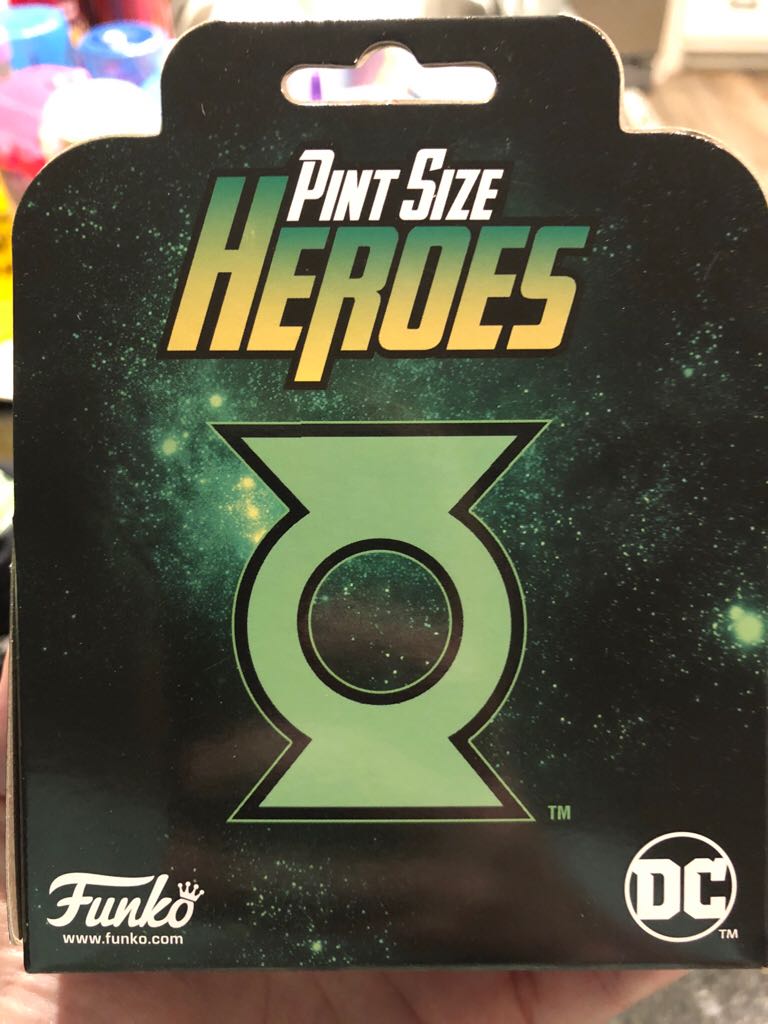 PINT SIZE
HEROES
TM
Funko
www.funko.com
DC
TM